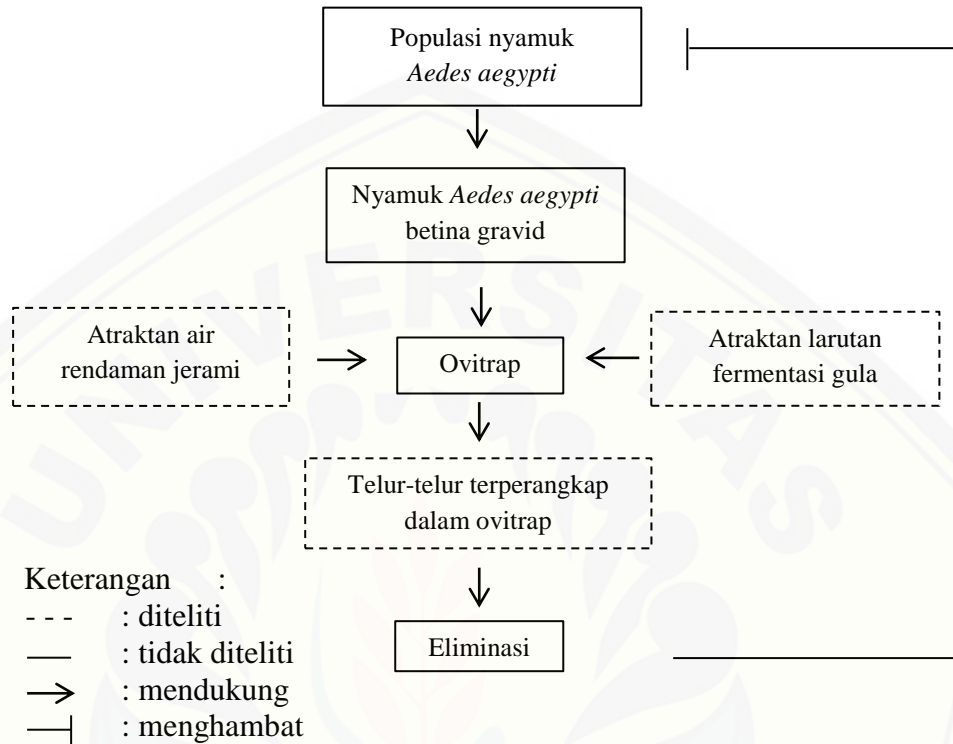 Populasi nyamuk
Aedes aegypti
Nyamuk Aedes aegypti
betina gravid
Atraktan air
rendaman jerami
Ovitrap
Atraktan larutan
fermentasi gula
Telur-telur terperangkap
dalam ovitrap
Eliminasi
Keterangan :
- - - : diteliti
: tidak diteliti
: mendukung
: menghambat
UNIVERSITAS